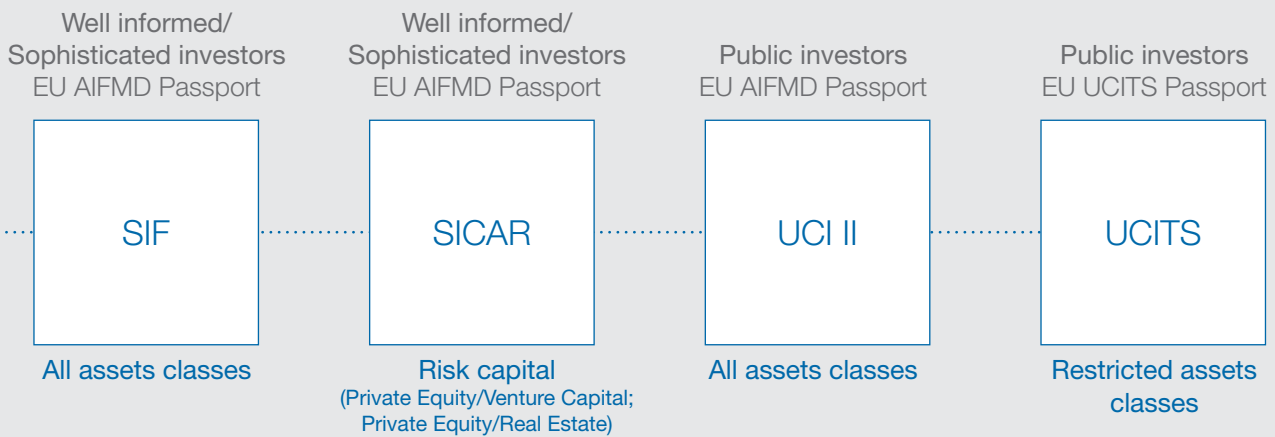 Well informed/
Sophisticated investors
EU AIFMD Passport
Well informed/
Sophisticated investors
EU AIFMD Passport
Public investors
EU AIFMD Passport
Public investors
EU UCITS Passport
SIF
SICAR
UCI II
UCITS
All assets classes
Risk capital
(Private Equity/Venture Capital;
Private Equity/Real Estate)
All assets classes
Restricted assets
classes